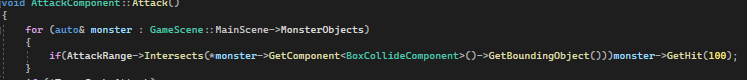 void AttackComponent::Attack()
{
for (auto& monster : GameScene::MainScene->MonsterObjects)
{
if(AttackRange->Intersects(*monster->GetComponent<BoxCollideComponent>()->GetBoundingObject()))monster->GetHit(100);
}